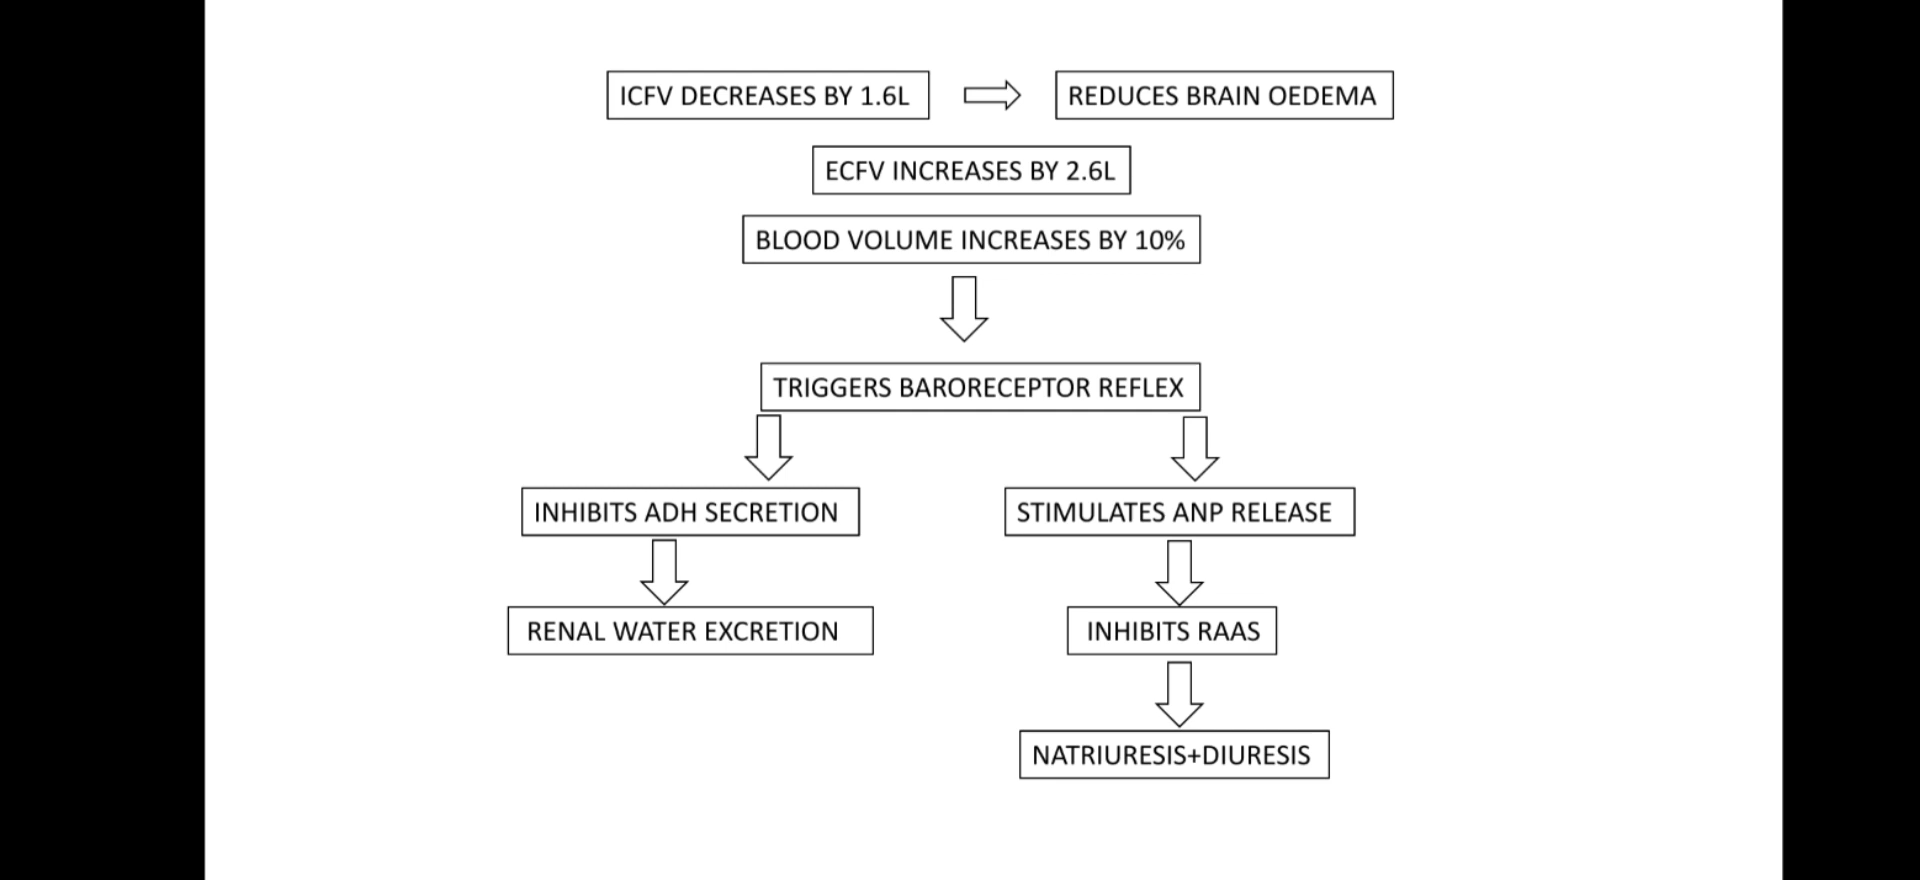 ICFV DECREASES BY 1.6L
REDUCES BRAIN OEDEMA
ECFV INCREASES BY 2.6L
BLOOD VOLUME INCREASES BY 10%
TRIGGERS BARORECEPTOR REFLEX
INHIBITS ADH SECRETION
STIMULATES ANP RELEASE
RENAL WATER EXCRETION
INHIBITS RAAS
NATRIURESIS+DIURESIS